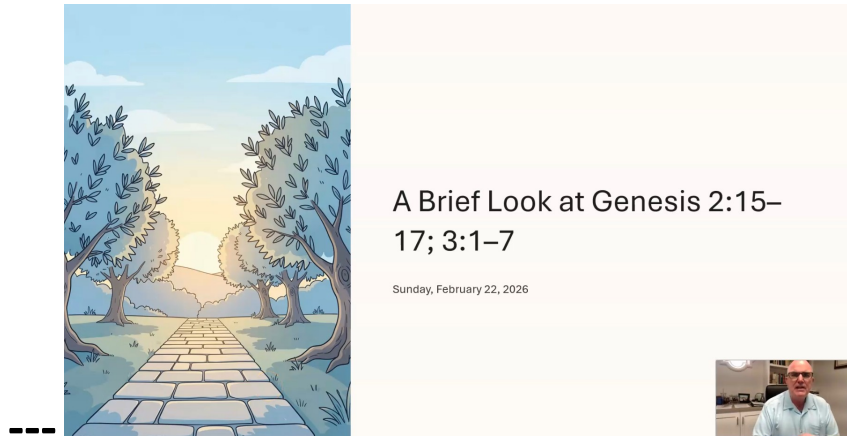 A Brief Look at Genesis 2:15–
17; 3:1–7
Sunday, February 22, 2026